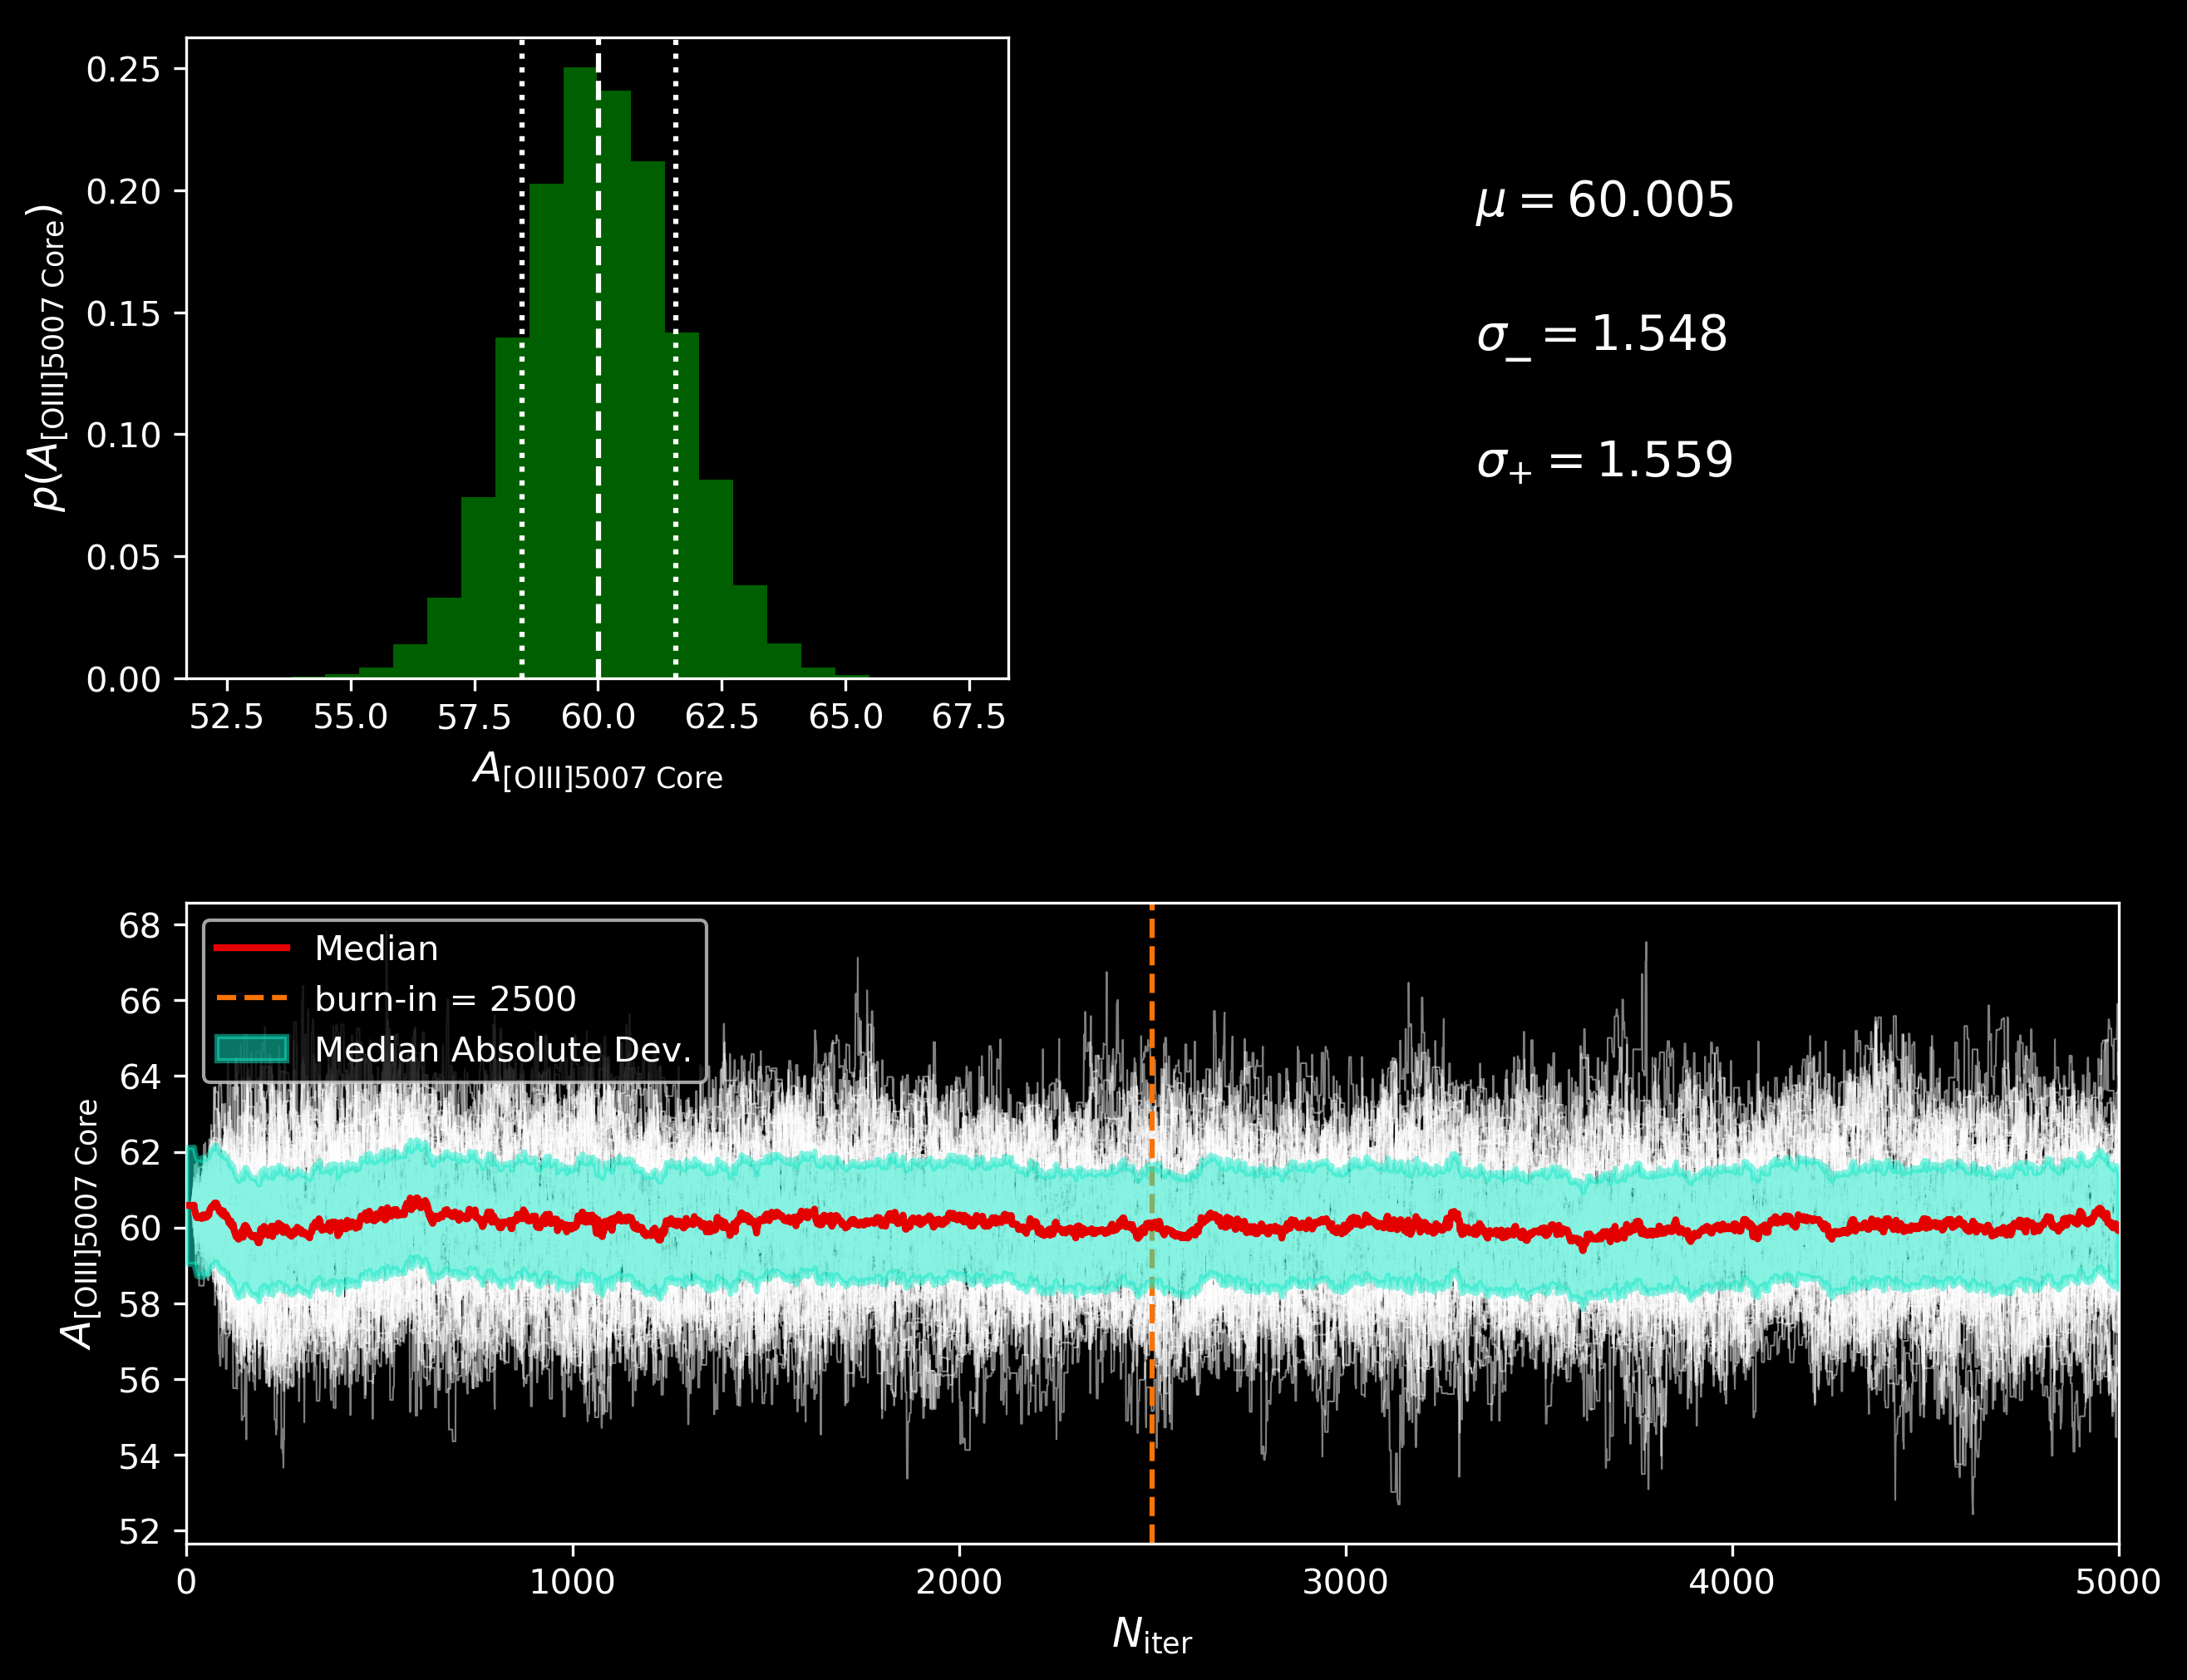 0.25
0.20
0.15
0.10
0.05
0.00
p(A[OIII]5007 Core)
52.5 55.0 57.5 60.0 62.5 65.0 67.5
A[OIII]5007 Core
μ = 60.005
σ_ = 1.548
σ+ = 1.559
68
66
64
62
60
58
56
54
52
A[OIII]5007 Core
Median
burn-in = 2500
Median Absolute Dev.
0 1000 2000 3000 4000 5000
Niter